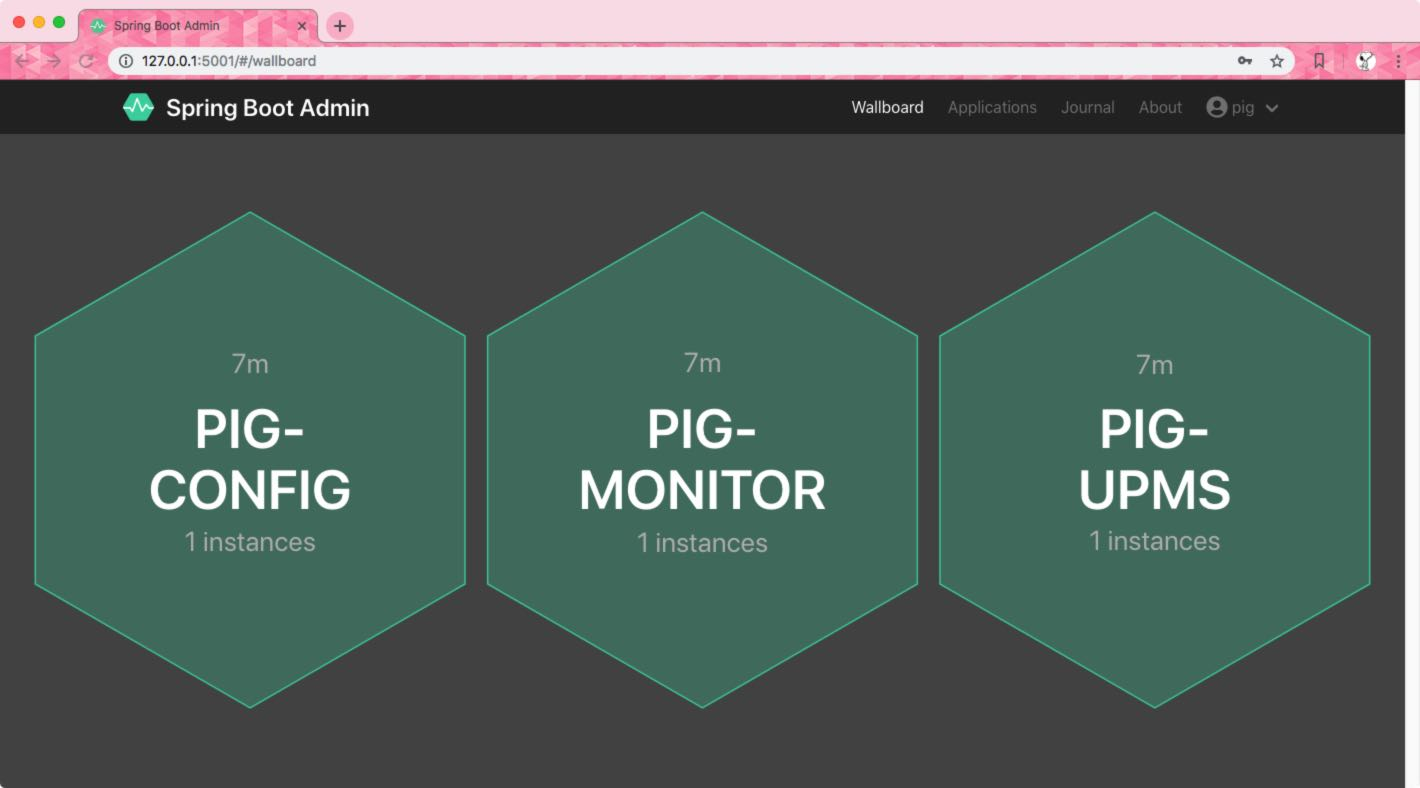 Spring Boot Admin
127.0.0.1:5001/#/wallboard
Spring Boot Admin
Wallboard Applications Journal About pig
7m
PIG-
CONFIG
1 instances
7m
PIG-
MONITOR
1 instances
7m
PIG-
UPMS
1 instances